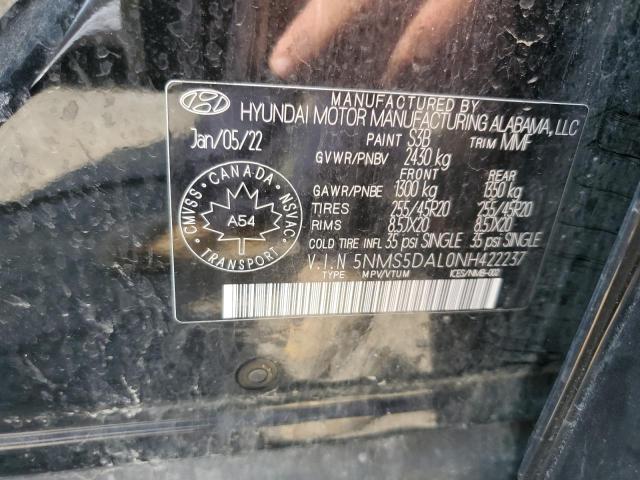 MANUFACTURED BY
HYUNDAI MOTOR MANUFACTURING ALABAMA, LLC
Jan/05/22
PAINT S3B TRIM MMF
GVWR/PNBV 2430 kg
FRONT REAR
GAWR/PNBE 1300 kg 1350 kg
TIRES 255/45R20 255/45R20
RIMS 8.5JX20 8.5JX20
COLD TIRE INFL 35 psi SINGLE 35 psi SINGLE
V.I.N 5NMS5DAL0NH422237
TYPE MPV/VTUM ICES/NMB-002
CANADA
CMVSS NSVAC
A54
TRANSPORT